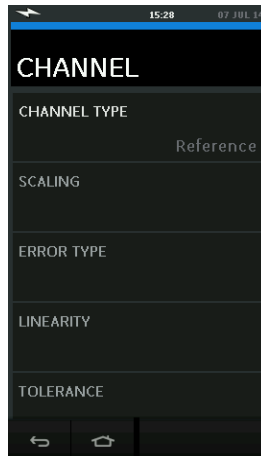 15:28 07 JUL 14
CHANNEL
CHANNEL TYPE
Reference
SCALING
ERROR TYPE
LINEARITY
TOLERANCE